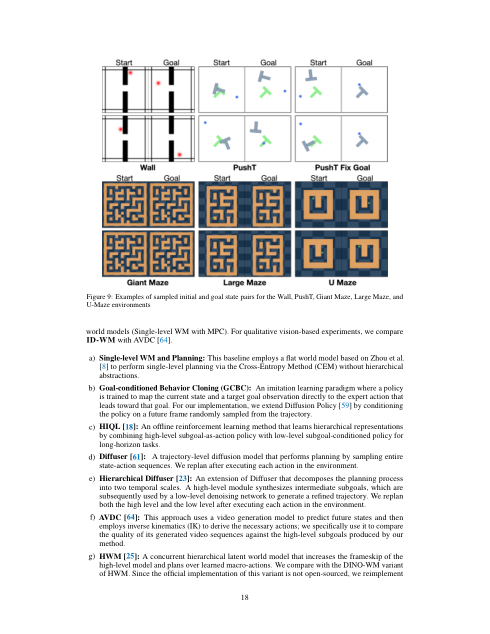 Start Goal Start Goal Start Goal
Wall PushT PushT Fix Goal
Start Goal Start Goal Start Goal
Giant Maze Large Maze U Maze
Figure 9: Examples of sampled initial and goal state pairs for the Wall, PushT, Giant Maze, Large Maze, and
U-Maze environments
world models (Single-level WM with MPC). For qualitative vision-based experiments, we compare
ID-WM with AVDC [64].
a) Single-level WM and Planning: This baseline employs a flat world model based on Zhou et al.
[8] to perform single-level planning via the Cross-Entropy Method (CEM) without hierarchical
abstractions.
b) Goal-conditioned Behavior Cloning (GCBC): An imitation learning paradigm where a policy
is trained to map the current state and a target goal observation directly to the expert action that
leads toward that goal. For our implementation, we extend Diffusion Policy [59] by conditioning
the policy on a future frame randomly sampled from the trajectory.
c) HIQL [18]: An offline reinforcement learning method that learns hierarchical representations
by combining high-level subgoal-as-action policy with low-level subgoal-conditioned policy for
long-horizon tasks.
d) Diffuser [61]: A trajectory-level diffusion model that performs planning by sampling entire
state-action sequences. We replan after executing each action in the environment.
e) Hierarchical Diffuser [23]: An extension of Diffuser that decomposes the planning process
into two temporal scales. A high-level module synthesizes intermediate subgoals, which are
subsequently used by a low-level denoising network to generate a refined trajectory. We replan
both the high level and the low level after executing each action in the environment.
f) AVDC [64]: This approach uses a video generation model to predict future states and then
employs inverse kinematics (IK) to derive the necessary actions; we specifically use it to compare
the quality of its generated video sequences against the high-level subgoals produced by our
method.
g) HWM [25]: A concurrent hierarchical latent world model that increases the frameskip of the
high-level model and plans over learned macro-actions. We compare with the DINO-WM variant
of HWM. Since the official implementation of this variant is not open-sourced, we reimplement
18